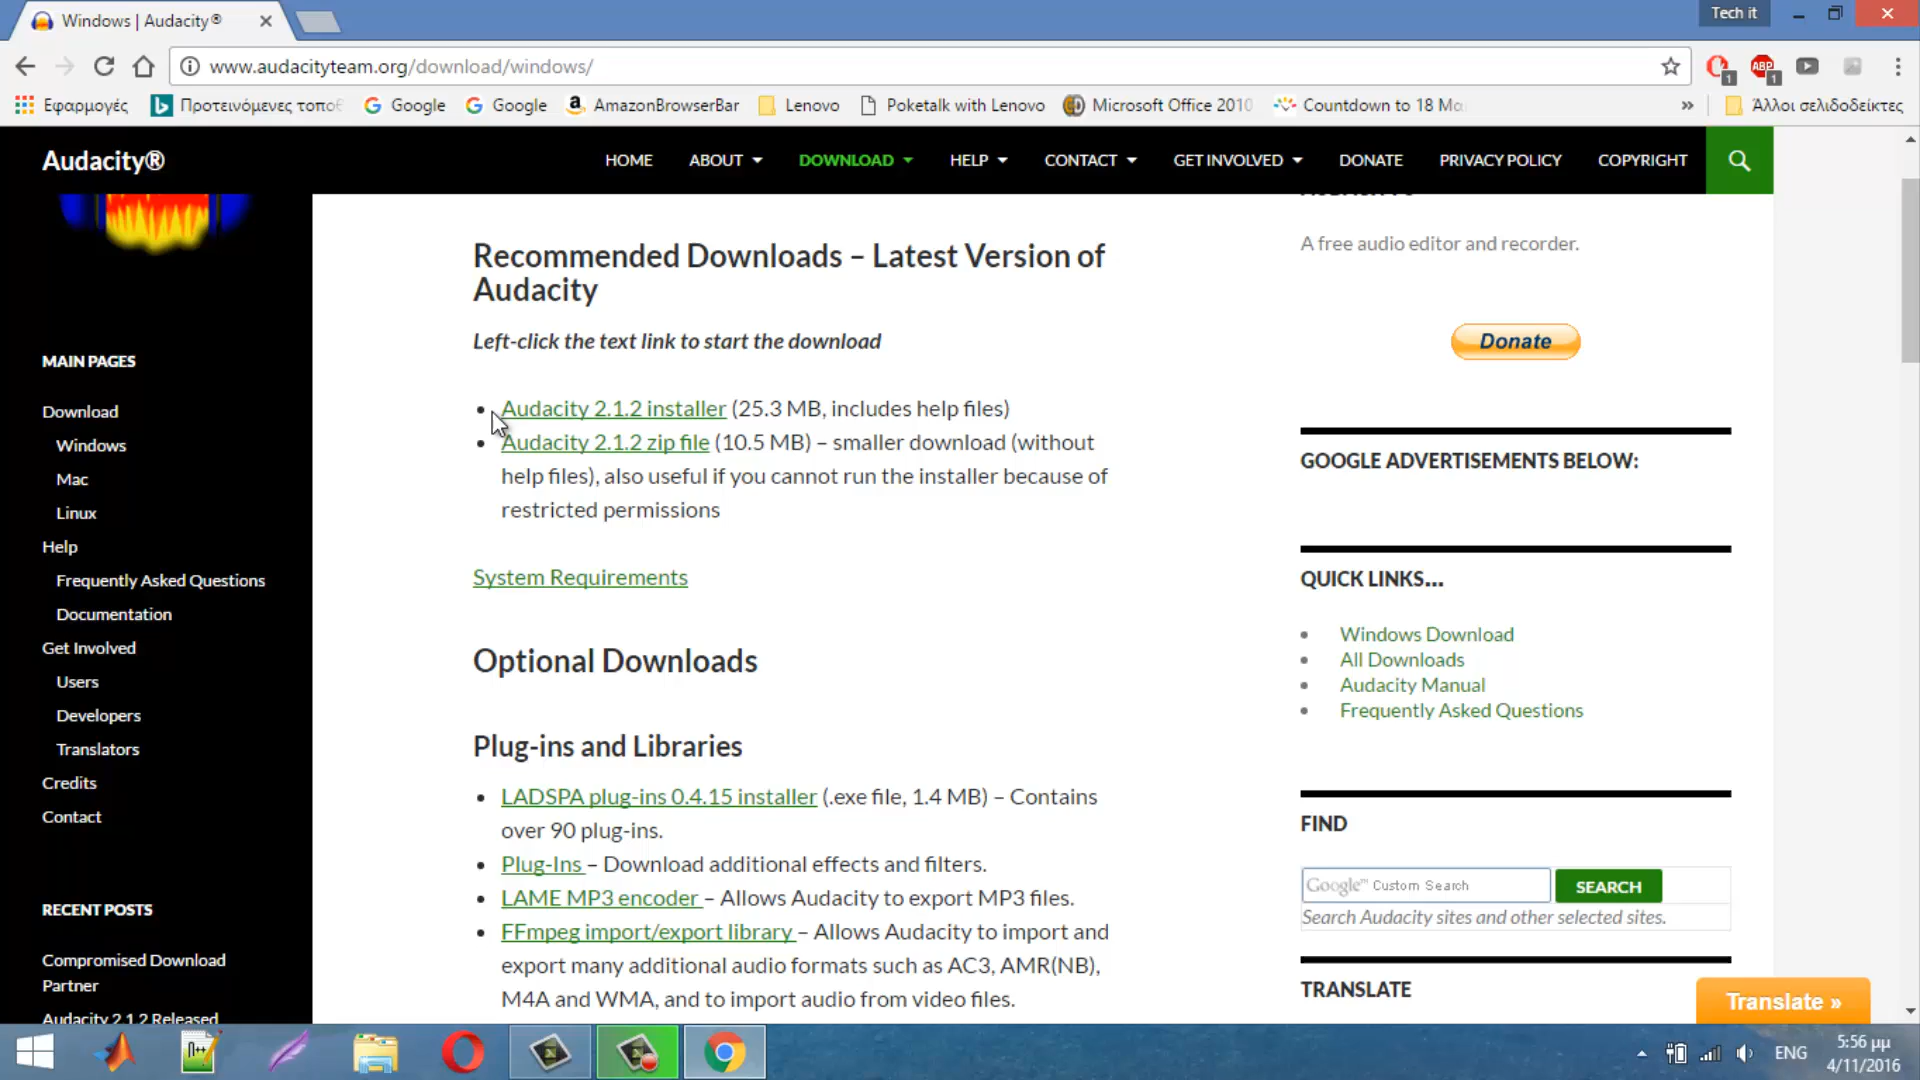 Windows | Audacity®
Tech it
www.audacityteam.org/download/windows/
ABP
1
1
Εφαρμογές
Προτεινόμενες τοποθ
Google
Google
AmazonBrowserBar
Lenovo
Poketalk with Lenovo
Microsoft Office 2010
Countdown to 18 Ma
»
Άλλοι σελιδοδείκτες
Audacity®
HOME
ABOUT
DOWNLOAD
HELP
CONTACT
GET INVOLVED
DONATE
PRIVACY POLICY
COPYRIGHT
MAIN PAGES
Download
Windows
Mac
Linux
Help
Frequently Asked Questions
Documentation
Get Involved
Users
Developers
Translators
Credits
Contact
RECENT POSTS
Compromised Download
Partner
Audacity 2.1.2 Released
Recommended Downloads – Latest Version of
Audacity
Left-click the text link to start the download
• Audacity 2.1.2 installer (25.3 MB, includes help files)
• Audacity 2.1.2 zip file (10.5 MB) – smaller download (without
help files), also useful if you cannot run the installer because of
restricted permissions
System Requirements
Optional Downloads
Plug-ins and Libraries
• LADSPA plug-ins 0.4.15 installer (.exe file, 1.4 MB) – Contains
over 90 plug-ins.
• Plug-Ins – Download additional effects and filters.
• LAME MP3 encoder – Allows Audacity to export MP3 files.
• FFmpeg import/export library – Allows Audacity to import and
export many additional audio formats such as AC3, AMR(NB),
M4A and WMA, and to import audio from video files.
A free audio editor and recorder.
Donate
GOOGLE ADVERTISEMENTS BELOW:
QUICK LINKS...
• Windows Download
• All Downloads
• Audacity Manual
• Frequently Asked Questions
FIND
Google™ Custom Search
SEARCH
Search Audacity sites and other selected sites.
TRANSLATE
Translate »
N++
ENG
5:56 μμ
4/11/2016